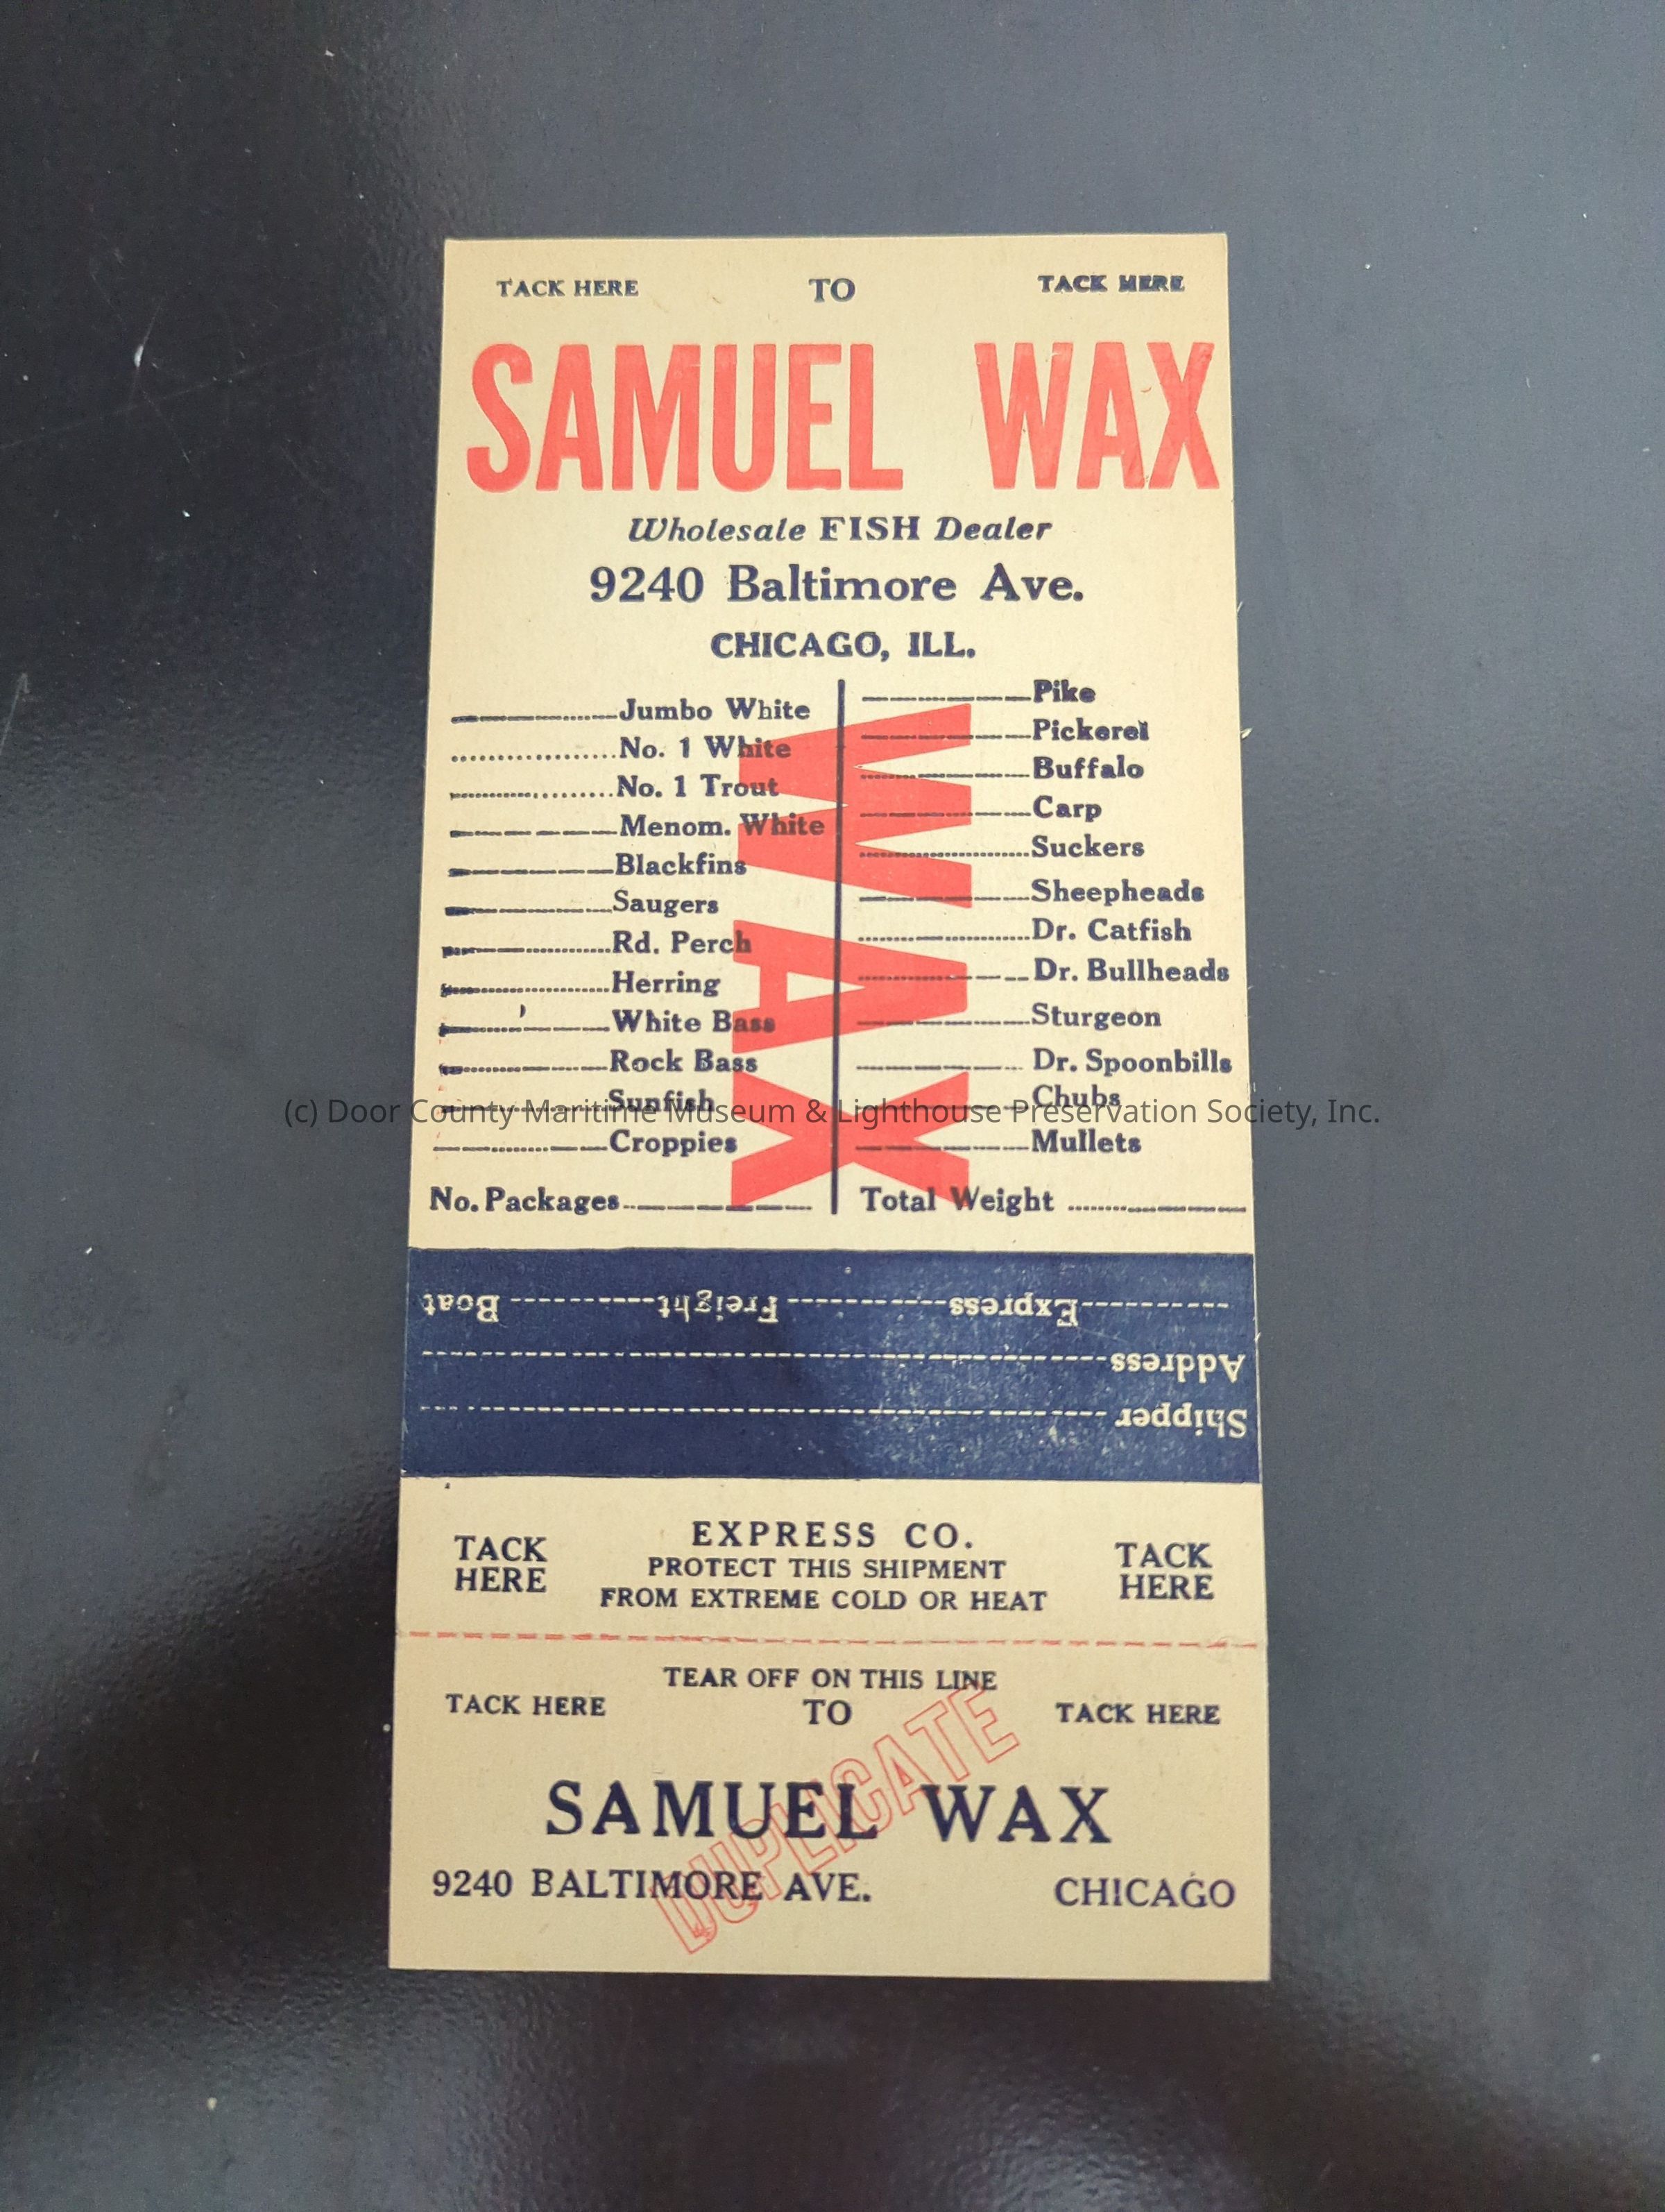 TACK HERE TO TACK HERE
SAMUEL WAX
Wholesale FISH Dealer
9240 Baltimore Ave.
CHICAGO, ILL.
Jumbo White
No. 1 White
No. 1 Trout
Menom. White
Blackfins
Saugers
Rd. Perch
Herring
White Bass
Rock Bass
Sunfish
Croppies
No. Packages
Pike
Pickerel
Buffalo
Carp
Suckers
Sheepheads
Dr. Catfish
Dr. Bullheads
Sturgeon
Dr. Spoonbills
Chubs
Mullets
Total Weight
WAX
(c) Door County Maritime Museum & Lighthouse Preservation Society, Inc.
Shipper
Address
Express Freight Boat
TACK HERE
EXPRESS CO.
PROTECT THIS SHIPMENT
FROM EXTREME COLD OR HEAT
TACK HERE
TEAR OFF ON THIS LINE
TACK HERE TO TACK HERE
SAMUEL WAX
9240 BALTIMORE AVE. CHICAGO
DUPLICATE